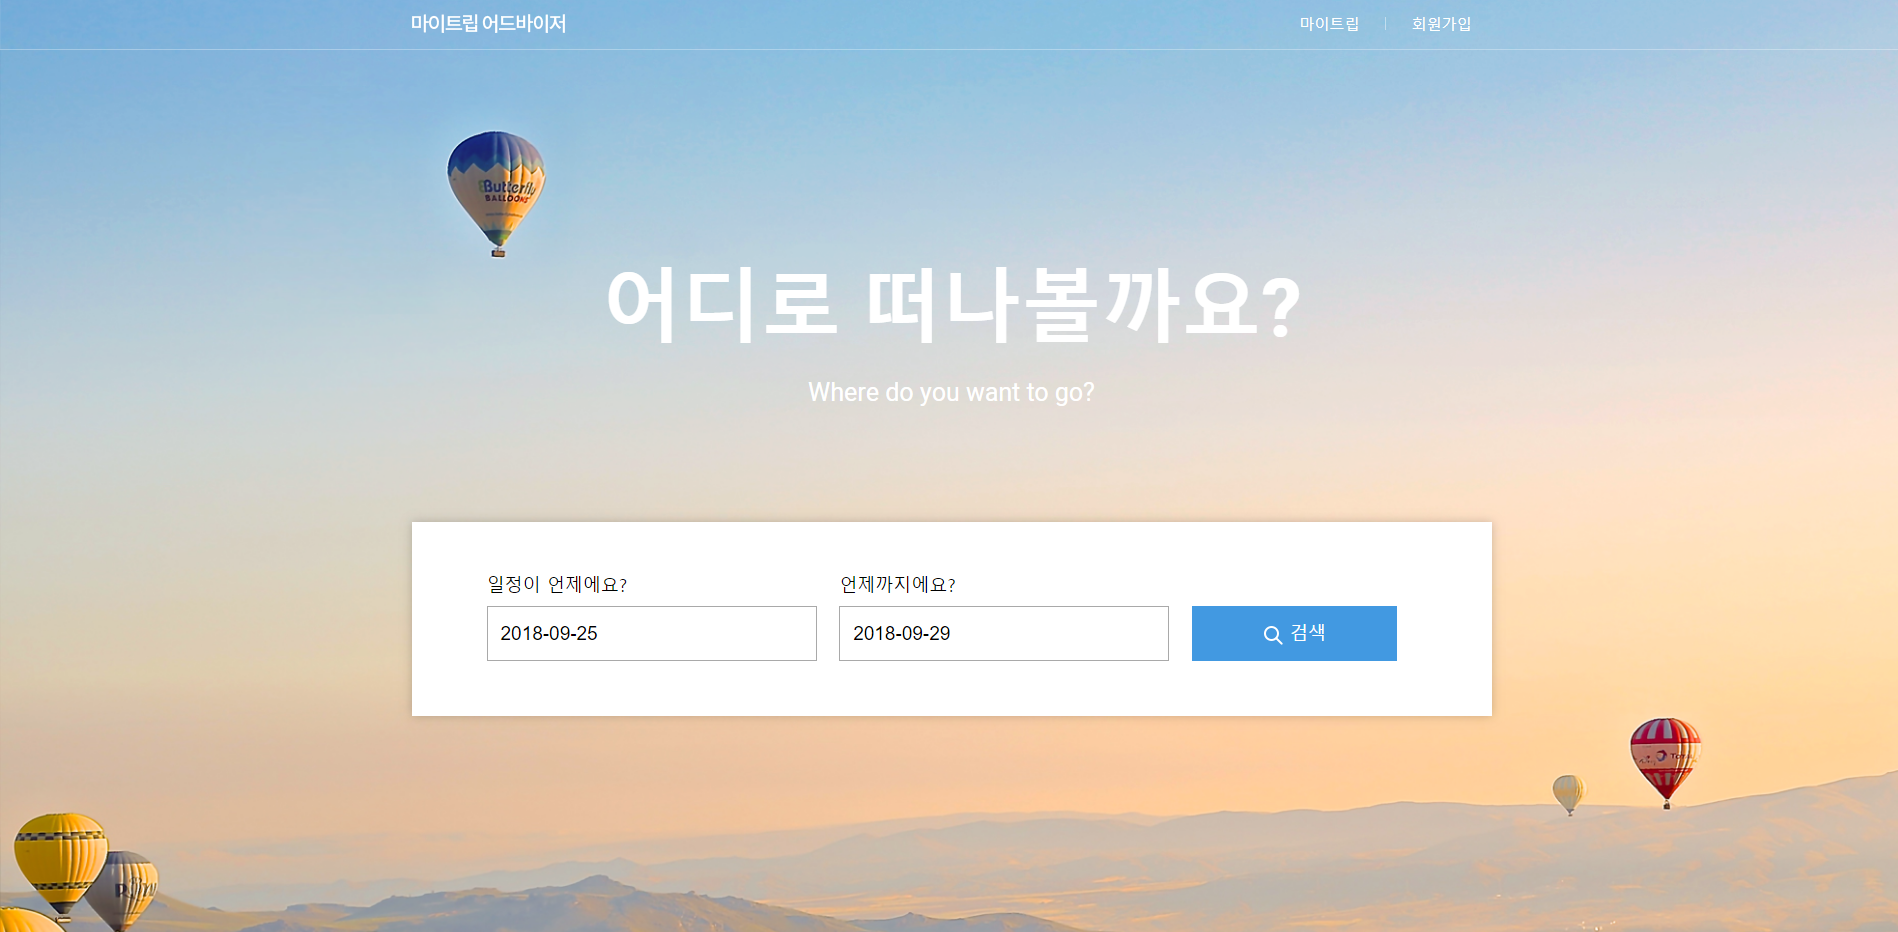 마이트립 어드바이저
마이트립
회원가입
Butterfly
BALLOONS
어디로 떠나볼까요?
Where do you want to go?
일정이 언제에요?
언제까지에요?
2018-09-25
2018-09-29
검색